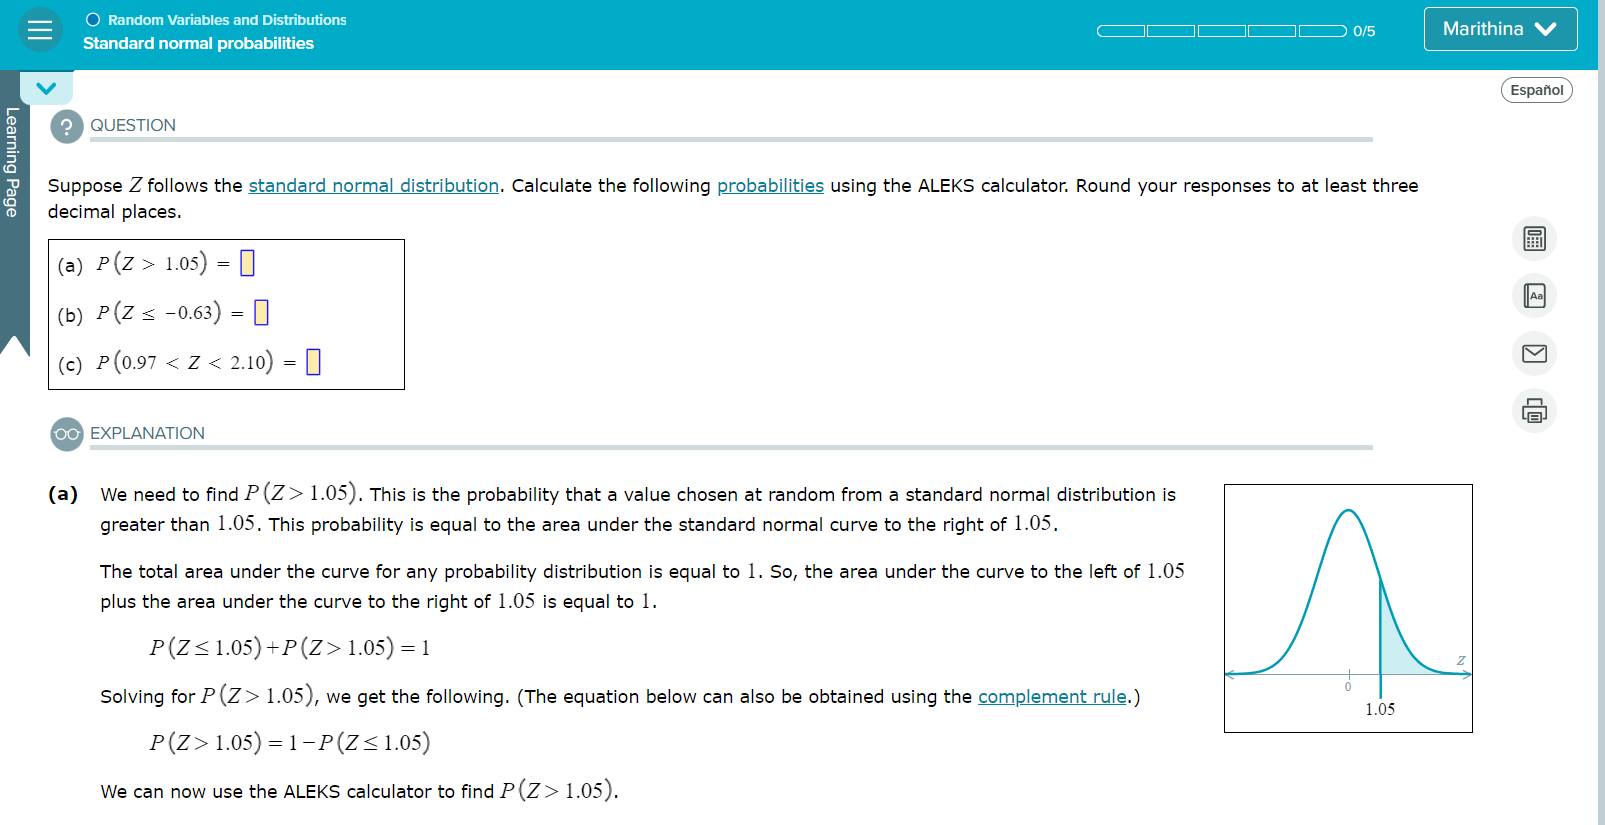 Random Variables and Distributions
Standard normal probabilities
0/5
Marithina
Español
Learning Page
? QUESTION
Suppose Z follows the standard normal distribution. Calculate the following probabilities using the ALEKS calculator. Round your responses to at least three
decimal places.
(a) P(Z > 1.05) =
(b) P(Z ≤ −0.63) =
(c) P(0.97 < Z < 2.10) =
Aa
EXPLANATION
(a) We need to find P(Z > 1.05). This is the probability that a value chosen at random from a standard normal distribution is
greater than 1.05. This probability is equal to the area under the standard normal curve to the right of 1.05.
The total area under the curve for any probability distribution is equal to 1. So, the area under the curve to the left of 1.05
plus the area under the curve to the right of 1.05 is equal to 1.
P(Z ≤ 1.05) + P(Z > 1.05) = 1
Solving for P(Z > 1.05), we get the following. (The equation below can also be obtained using the complement rule.)
P(Z > 1.05) = 1 − P(Z ≤ 1.05)
We can now use the ALEKS calculator to find P(Z > 1.05).
Z
0
1.05